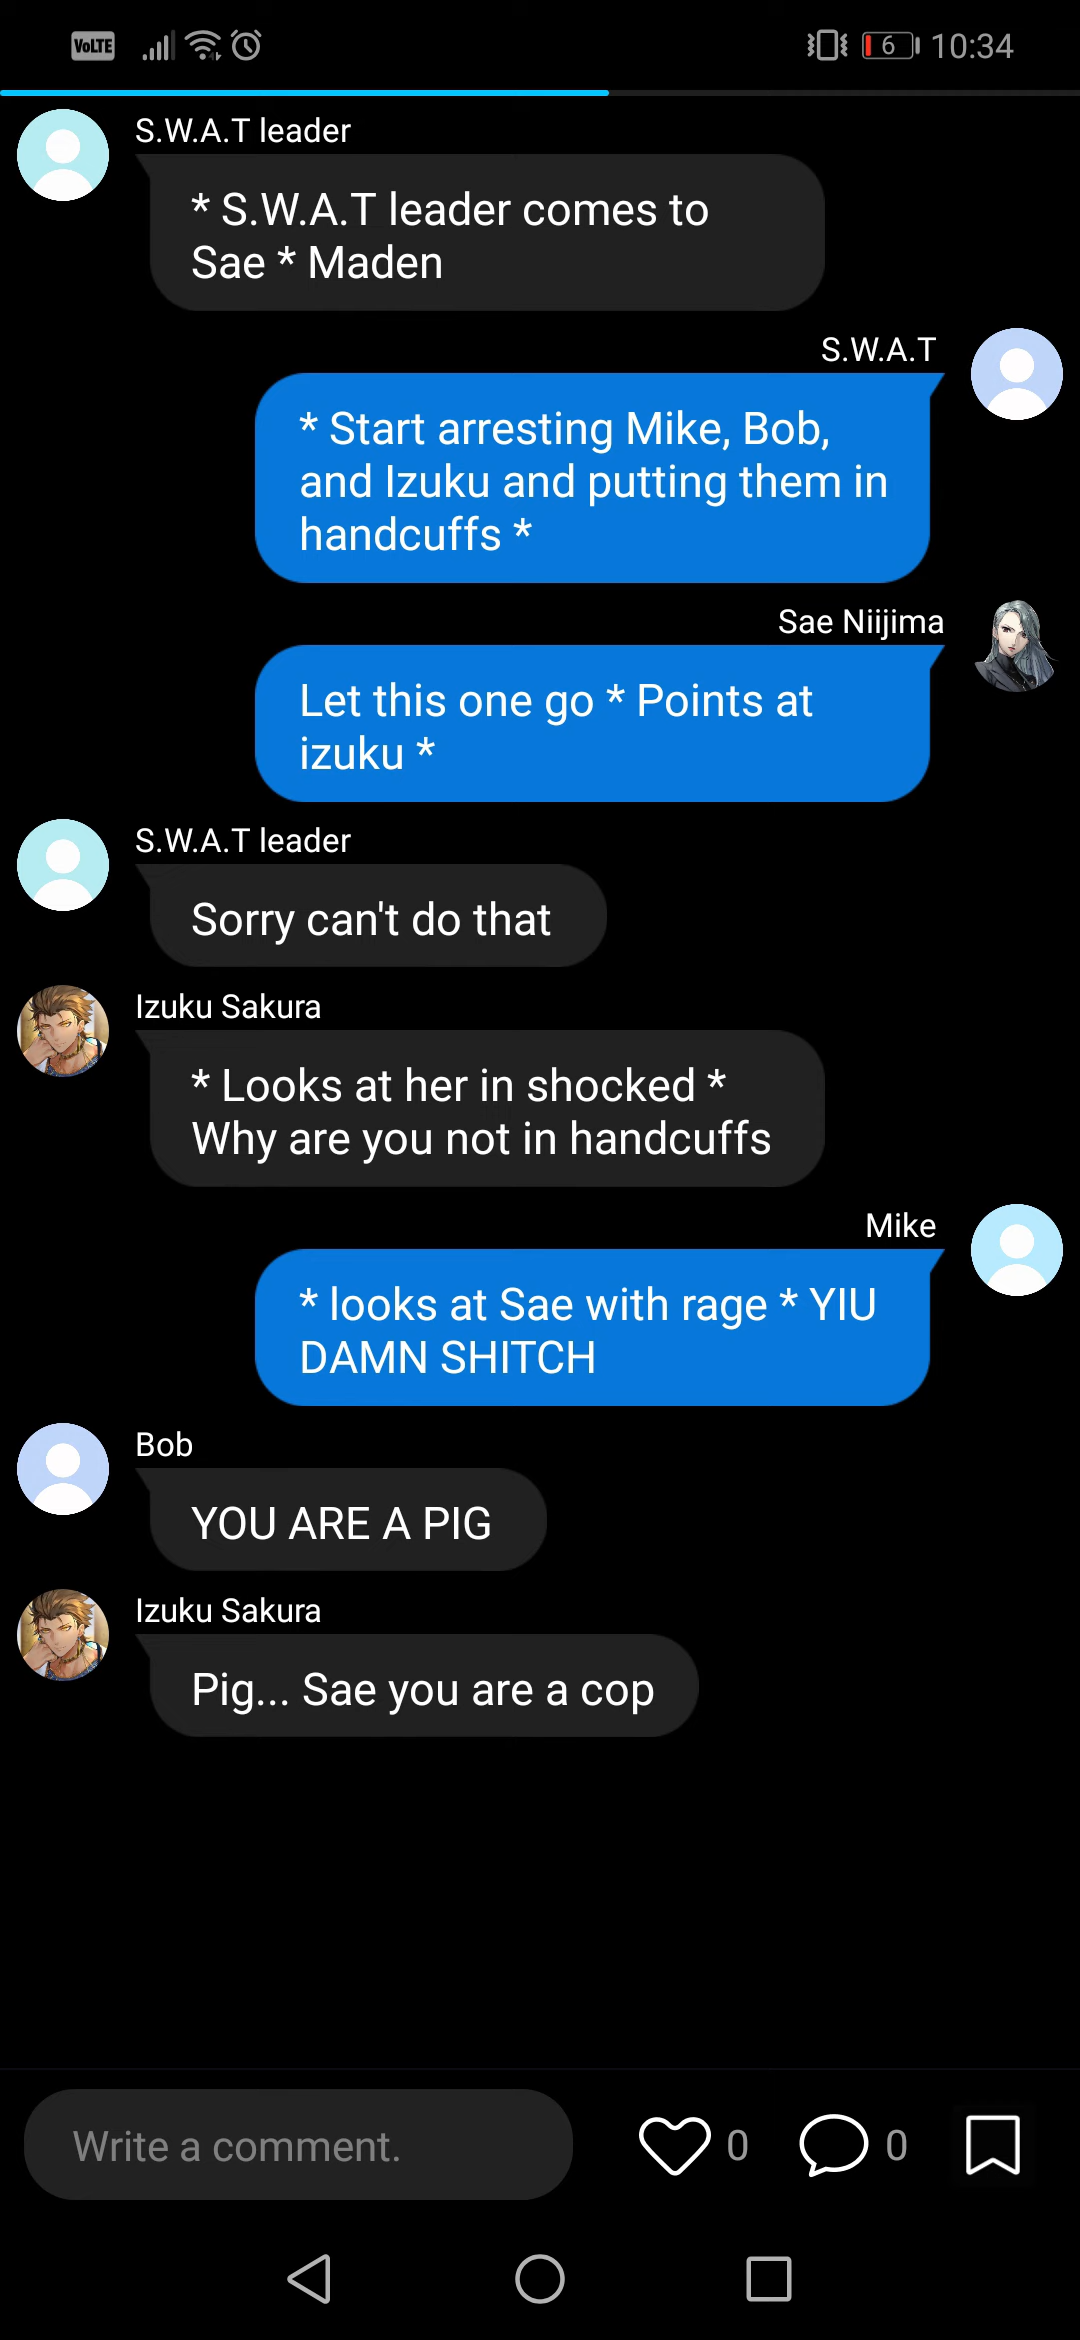 VoLTE 6 10:34
S.W.A.T leader
* S.W.A.T leader comes to
Sae * Maden
S.W.A.T
* Start arresting Mike, Bob,
and Izuku and putting them in
handcuffs *
Sae Niijima
Let this one go * Points at
izuku *
S.W.A.T leader
Sorry can't do that
Izuku Sakura
* Looks at her in shocked *
Why are you not in handcuffs
Mike
* looks at Sae with rage * YIU
DAMN SHITCH
Bob
YOU ARE A PIG
Izuku Sakura
Pig... Sae you are a cop
Write a comment. 0 0